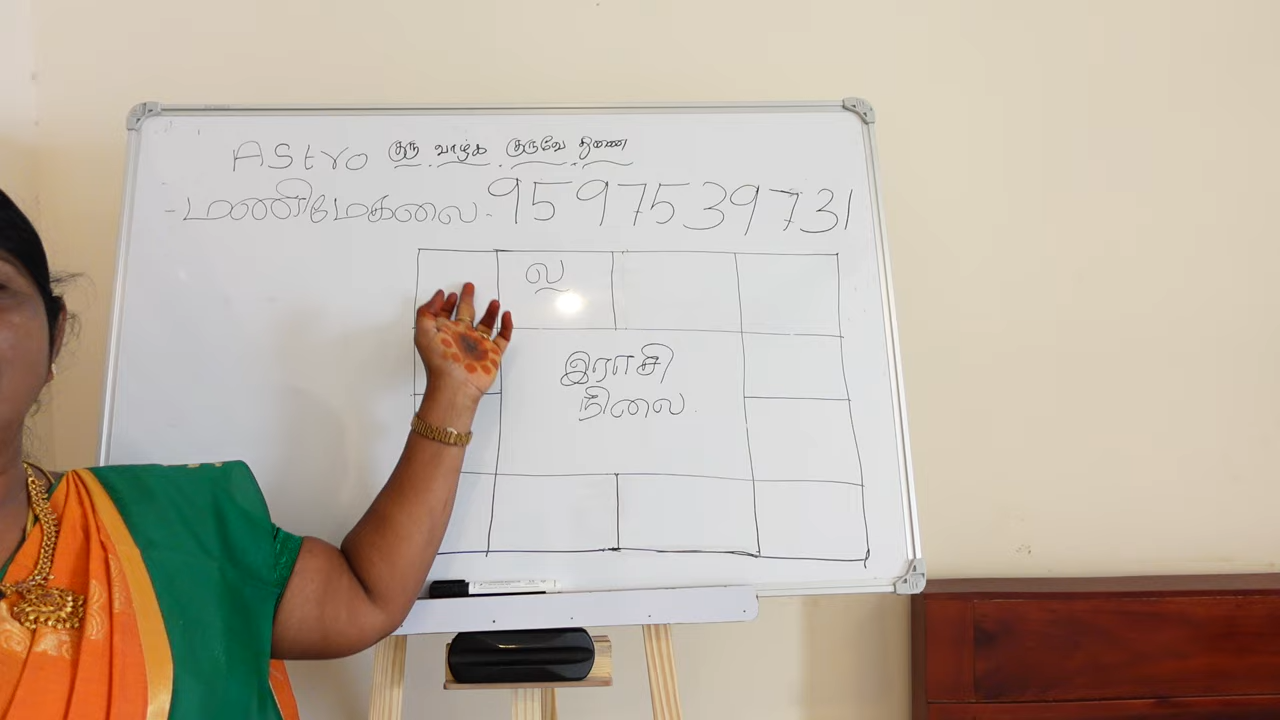 Astro குரு வாழ்க குருவே துணை
-மணிமேகலை- 9597539731
ல
இராசி
நிலை